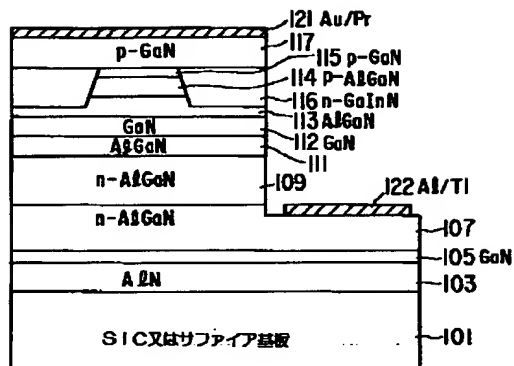 121 Au/Pr
117
p-GaN
115 p-GaN
114 P-AlGaN
116 n-GaInN
113 AlGaN
GaN
112 GaN
AlGaN
111
n-AlGaN
109
122 Al/Tl
n-AlGaN
107
105 GaN
AlN
103
SIC又はサファイア基板
101